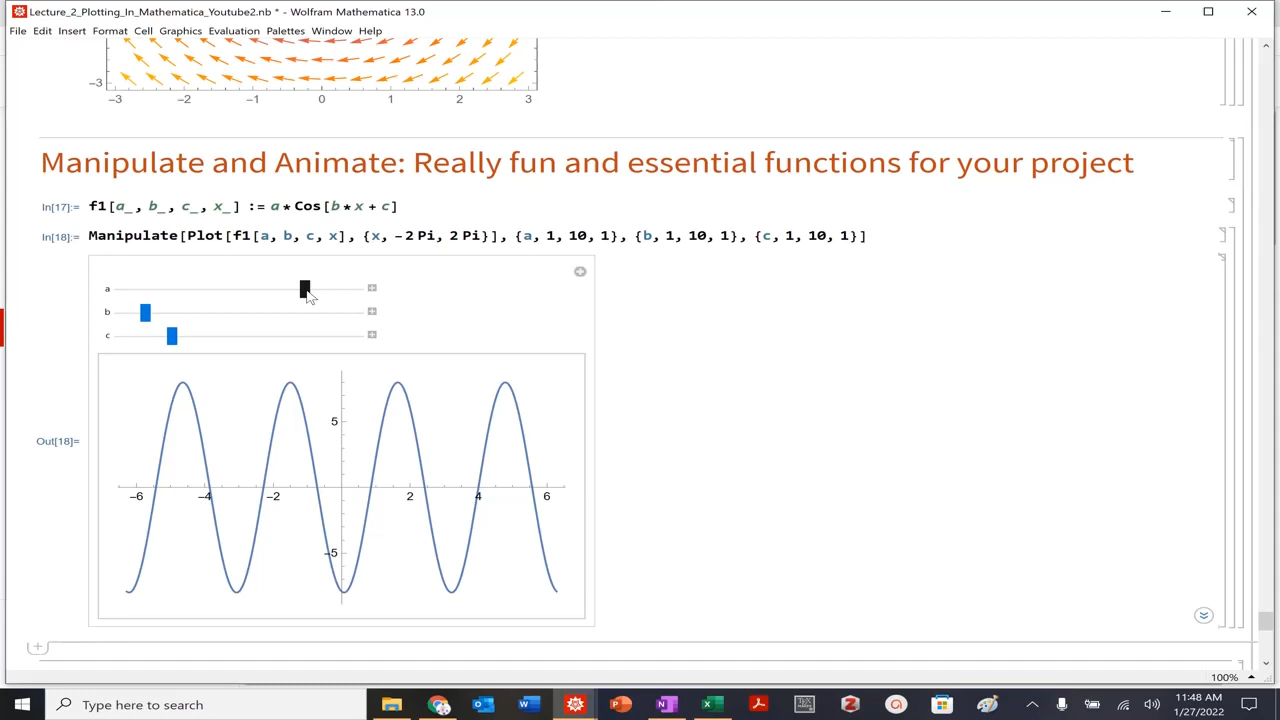 Lecture_2_Plotting_In_Mathematica_Youtube2.nb * - Wolfram Mathematica 13.0
File Edit Insert Format Cell Graphics Evaluation Palettes Window Help
−3
−3 −2 −1 0 1 2 3
Manipulate and Animate: Really fun and essential functions for your project
In[17]:= f1[a_, b_, c_, x_] := a * Cos[b * x + c]
In[18]:= Manipulate[Plot[f1[a, b, c, x], {x, -2 Pi, 2 Pi}], {a, 1, 10, 1}, {b, 1, 10, 1}, {c, 1, 10, 1}]
a
b
c
5
Out[18]=
−6 −4 −2 2 4 6
−5
100%
Type here to search
11:48 AM
1/27/2022